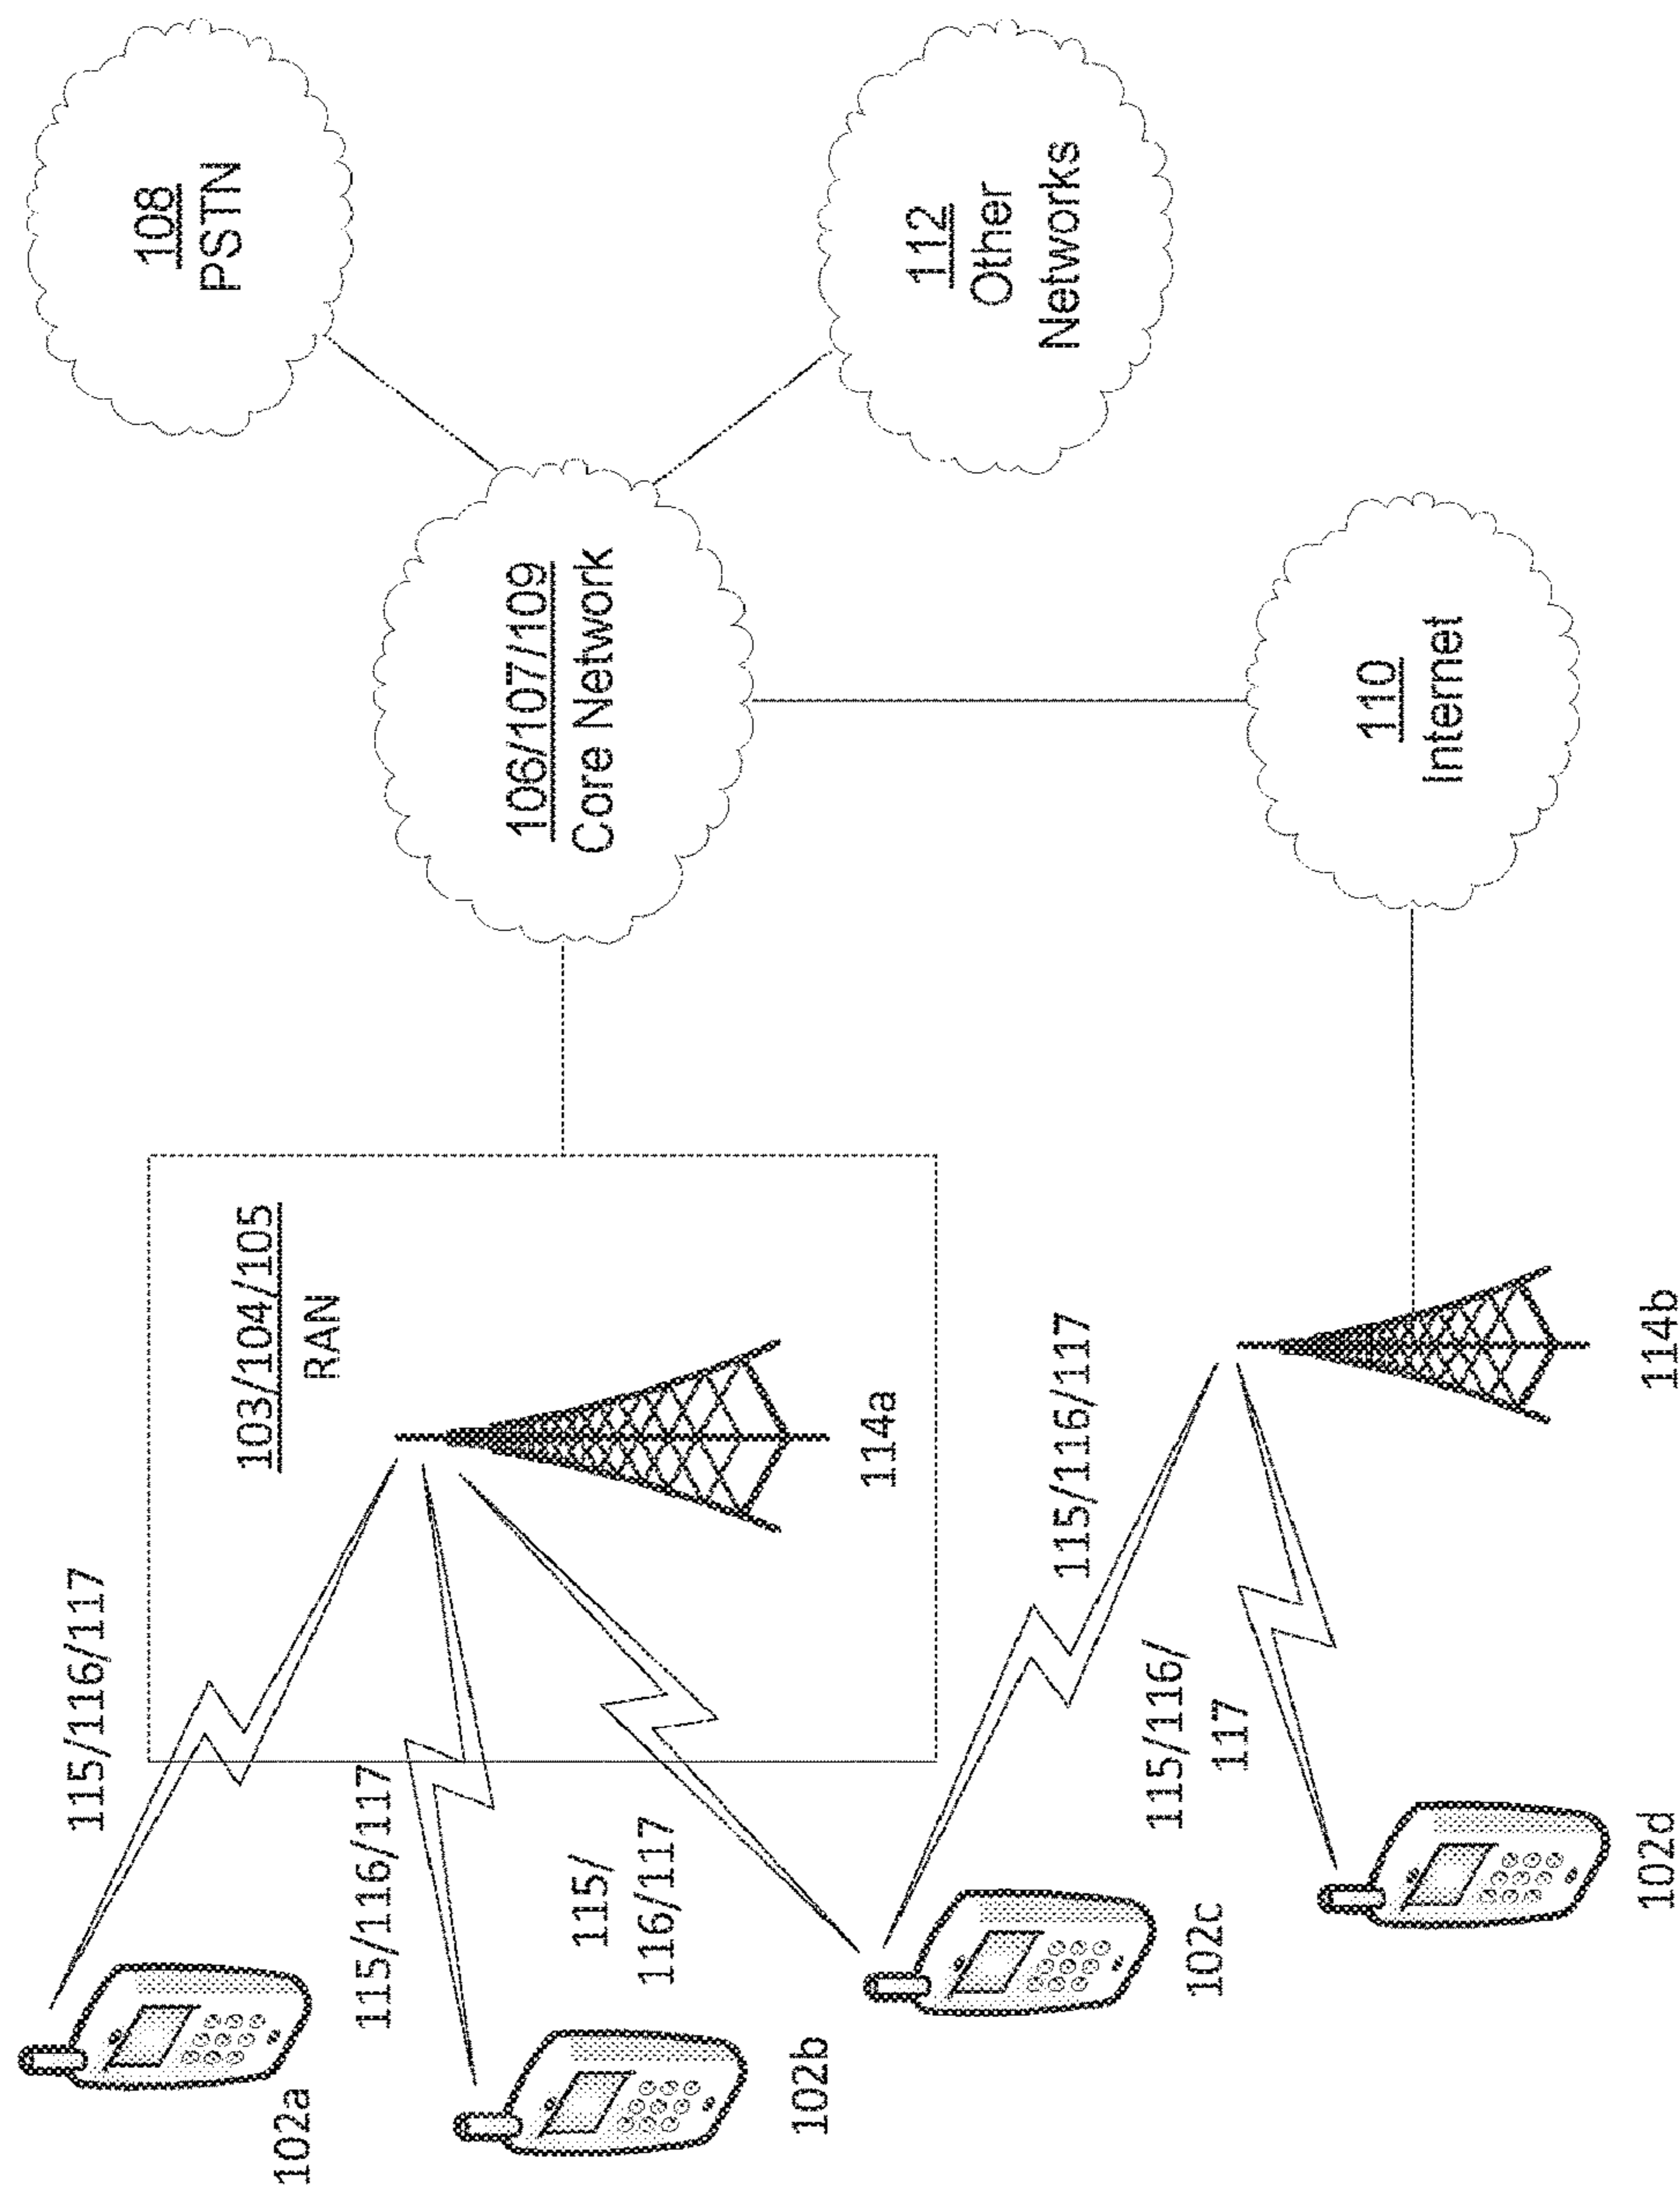 115/116/117
103/104/105
RAN
106/107/109
Core Network
108
PSTN
112
Other
Networks
110
Internet
102a
115/116/117
102b
115/
116/117
114a
115/116/117
102c
115/116/
117
102d
114b